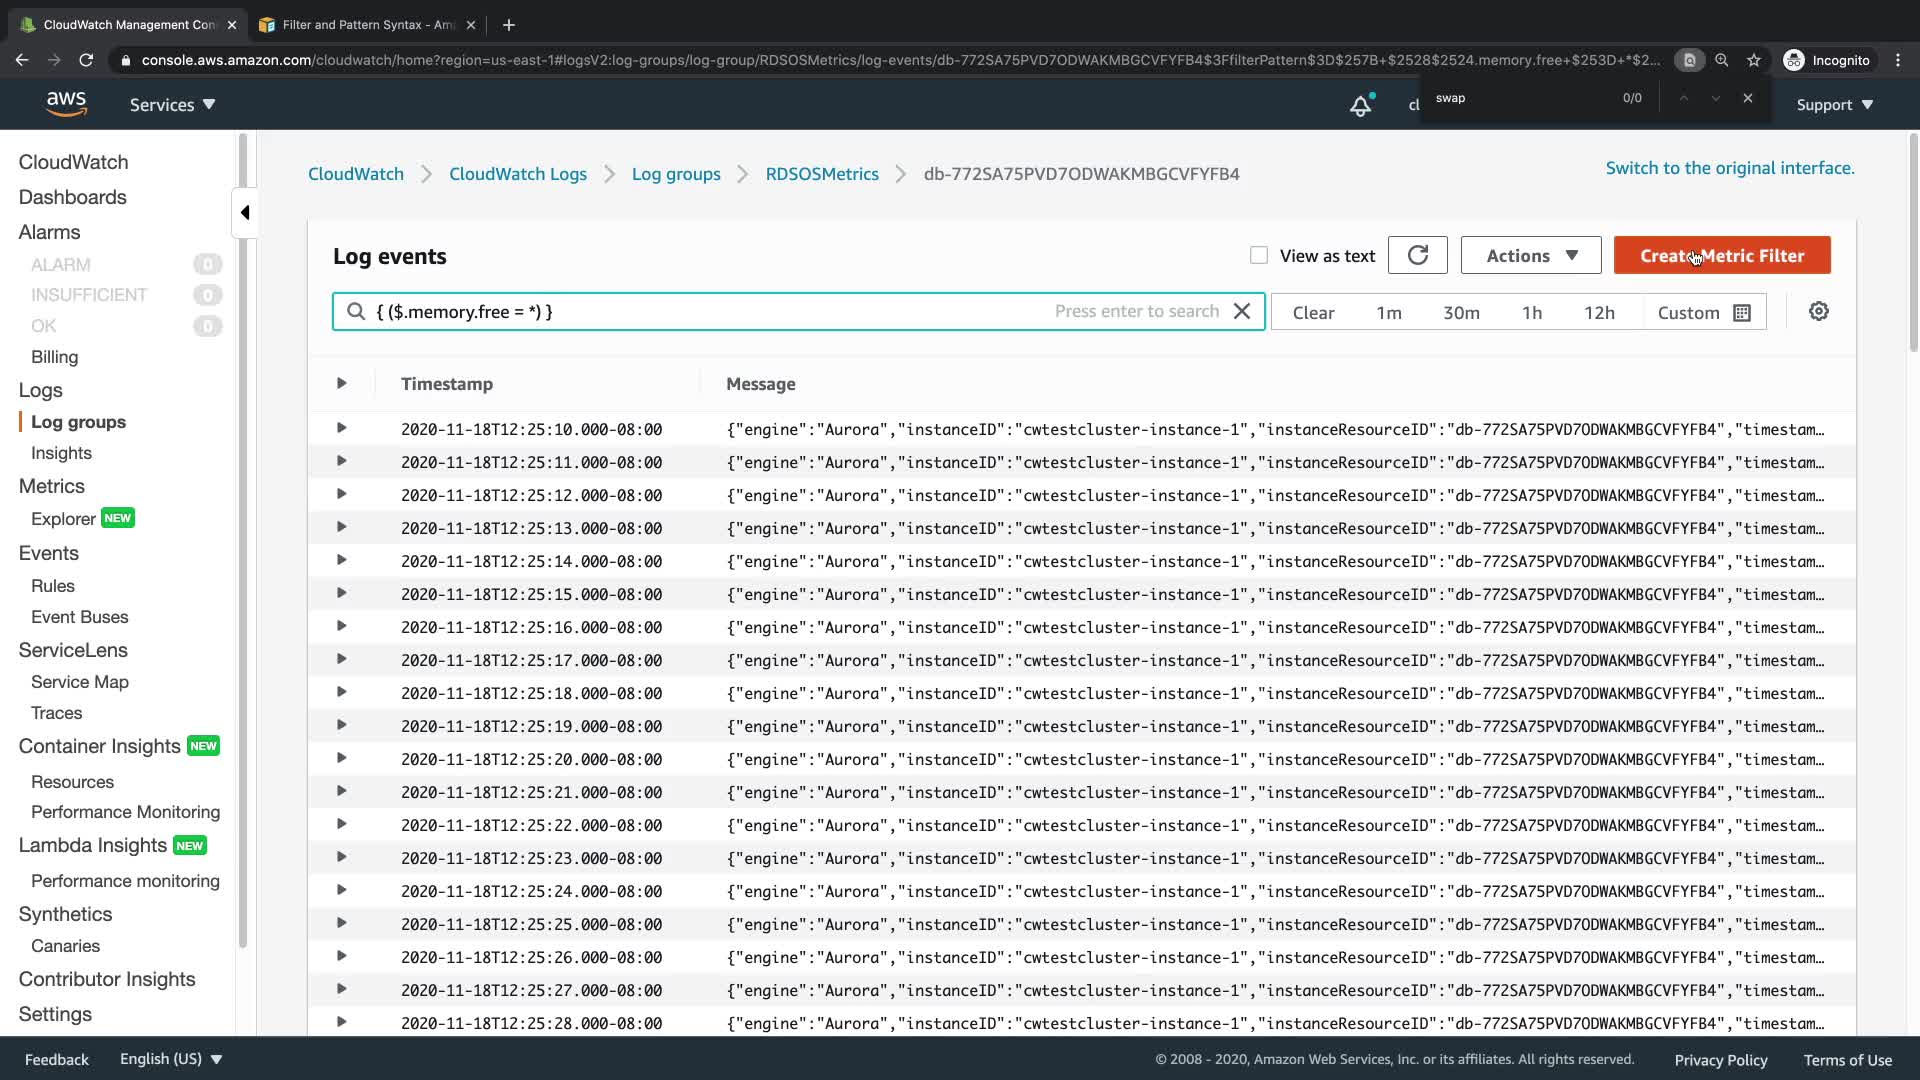 CloudWatch Management Con
Filter and Pattern Syntax - Am
console.aws.amazon.com/cloudwatch/home?region=us-east-1#logsV2:log-groups/log-group/RDSOSMetrics/log-events/db-772SA75PVD7ODWAKMBGCVFYFB4$3FfilterPattern$3D$257B+$2528$2524.memory.free+$253D+*$2...
Incognito
aws
Services
cl
swap
0/0
Support
CloudWatch
Dashboards
Alarms
ALARM 0
INSUFFICIENT 0
OK 0
Billing
Logs
Log groups
Insights
Metrics
Explorer NEW
Events
Rules
Event Buses
ServiceLens
Service Map
Traces
Container Insights NEW
Resources
Performance Monitoring
Lambda Insights NEW
Performance monitoring
Synthetics
Canaries
Contributor Insights
Settings
CloudWatch CloudWatch Logs Log groups RDSOSMetrics db-772SA75PVD7ODWAKMBGCVFYFB4
Switch to the original interface.
Log events
View as text
Actions
Create Metric Filter
{ ($.memory.free = *) }
Press enter to search
Clear 1m 30m 1h 12h Custom
Timestamp Message
2020-11-18T12:25:10.000-08:00 {"engine":"Aurora","instanceID":"cwtestcluster-instance-1","instanceResourceID":"db-772SA75PVD7ODWAKMBGCVFYFB4","timestam…
2020-11-18T12:25:11.000-08:00 {"engine":"Aurora","instanceID":"cwtestcluster-instance-1","instanceResourceID":"db-772SA75PVD7ODWAKMBGCVFYFB4","timestam…
2020-11-18T12:25:12.000-08:00 {"engine":"Aurora","instanceID":"cwtestcluster-instance-1","instanceResourceID":"db-772SA75PVD7ODWAKMBGCVFYFB4","timestam…
2020-11-18T12:25:13.000-08:00 {"engine":"Aurora","instanceID":"cwtestcluster-instance-1","instanceResourceID":"db-772SA75PVD7ODWAKMBGCVFYFB4","timestam…
2020-11-18T12:25:14.000-08:00 {"engine":"Aurora","instanceID":"cwtestcluster-instance-1","instanceResourceID":"db-772SA75PVD7ODWAKMBGCVFYFB4","timestam…
2020-11-18T12:25:15.000-08:00 {"engine":"Aurora","instanceID":"cwtestcluster-instance-1","instanceResourceID":"db-772SA75PVD7ODWAKMBGCVFYFB4","timestam…
2020-11-18T12:25:16.000-08:00 {"engine":"Aurora","instanceID":"cwtestcluster-instance-1","instanceResourceID":"db-772SA75PVD7ODWAKMBGCVFYFB4","timestam…
2020-11-18T12:25:17.000-08:00 {"engine":"Aurora","instanceID":"cwtestcluster-instance-1","instanceResourceID":"db-772SA75PVD7ODWAKMBGCVFYFB4","timestam…
2020-11-18T12:25:18.000-08:00 {"engine":"Aurora","instanceID":"cwtestcluster-instance-1","instanceResourceID":"db-772SA75PVD7ODWAKMBGCVFYFB4","timestam…
2020-11-18T12:25:19.000-08:00 {"engine":"Aurora","instanceID":"cwtestcluster-instance-1","instanceResourceID":"db-772SA75PVD7ODWAKMBGCVFYFB4","timestam…
2020-11-18T12:25:20.000-08:00 {"engine":"Aurora","instanceID":"cwtestcluster-instance-1","instanceResourceID":"db-772SA75PVD7ODWAKMBGCVFYFB4","timestam…
2020-11-18T12:25:21.000-08:00 {"engine":"Aurora","instanceID":"cwtestcluster-instance-1","instanceResourceID":"db-772SA75PVD7ODWAKMBGCVFYFB4","timestam…
2020-11-18T12:25:22.000-08:00 {"engine":"Aurora","instanceID":"cwtestcluster-instance-1","instanceResourceID":"db-772SA75PVD7ODWAKMBGCVFYFB4","timestam…
2020-11-18T12:25:23.000-08:00 {"engine":"Aurora","instanceID":"cwtestcluster-instance-1","instanceResourceID":"db-772SA75PVD7ODWAKMBGCVFYFB4","timestam…
2020-11-18T12:25:24.000-08:00 {"engine":"Aurora","instanceID":"cwtestcluster-instance-1","instanceResourceID":"db-772SA75PVD7ODWAKMBGCVFYFB4","timestam…
2020-11-18T12:25:25.000-08:00 {"engine":"Aurora","instanceID":"cwtestcluster-instance-1","instanceResourceID":"db-772SA75PVD7ODWAKMBGCVFYFB4","timestam…
2020-11-18T12:25:26.000-08:00 {"engine":"Aurora","instanceID":"cwtestcluster-instance-1","instanceResourceID":"db-772SA75PVD7ODWAKMBGCVFYFB4","timestam…
2020-11-18T12:25:27.000-08:00 {"engine":"Aurora","instanceID":"cwtestcluster-instance-1","instanceResourceID":"db-772SA75PVD7ODWAKMBGCVFYFB4","timestam…
2020-11-18T12:25:28.000-08:00 {"engine":"Aurora","instanceID":"cwtestcluster-instance-1","instanceResourceID":"db-772SA75PVD7ODWAKMBGCVFYFB4","timestam…
Feedback English (US) © 2008 - 2020, Amazon Web Services, Inc. or its affiliates. All rights reserved. Privacy Policy Terms of Use